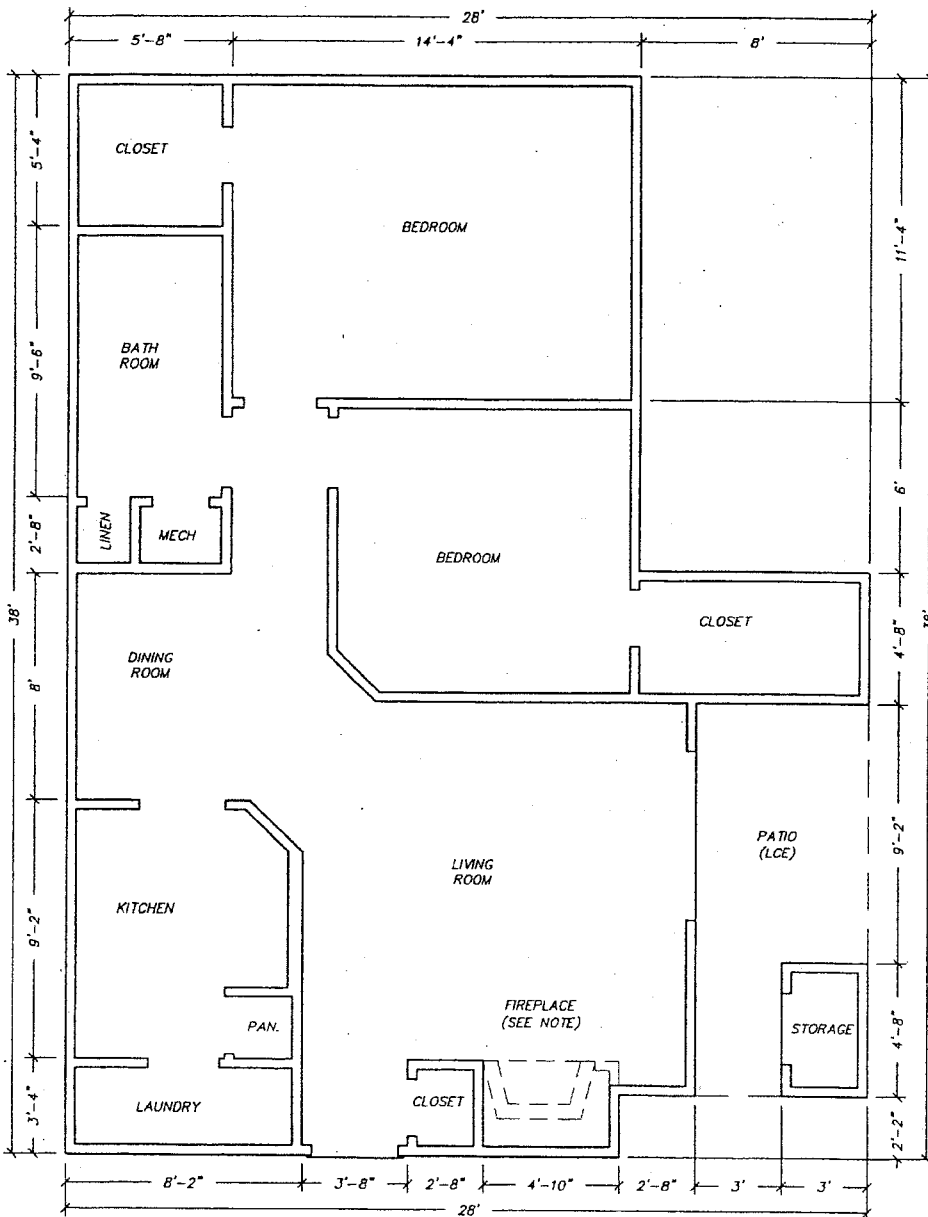 28'
5'-8"
14'-4"
8'
CLOSET
5'-4"
BEDROOM
11'-4"
BATH
ROOM
9'-6"
6'
LINEN
MECH
2'-8"
BEDROOM
38'
38'
CLOSET
4'-8"
DINING
ROOM
8'
PATIO
(LCE)
9'-2"
LIVING
ROOM
KITCHEN
9'-2"
FIREPLACE
(SEE NOTE)
PAN.
STORAGE
4'-8"
LAUNDRY
CLOSET
3'-4"
2'-2"
8'-2"
3'-8"
2'-8"
4'-10"
2'-8"
3'
3'
28'